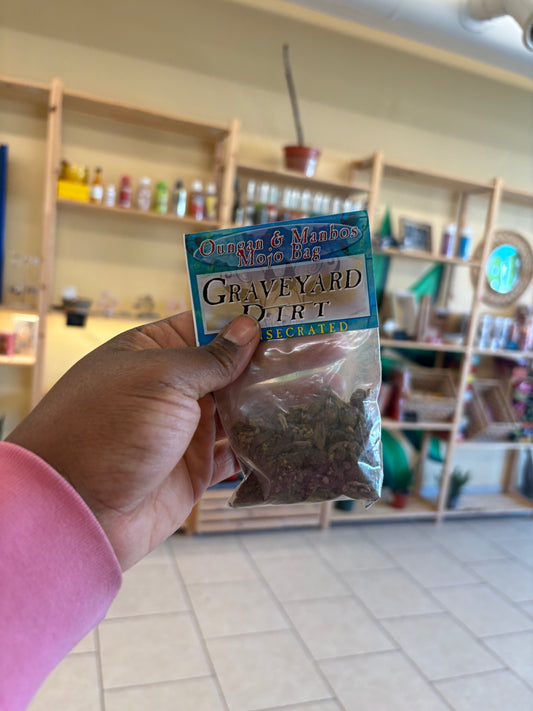 Oungan & Manbos
Mojo Bag
GRAVEYARD
DIRT